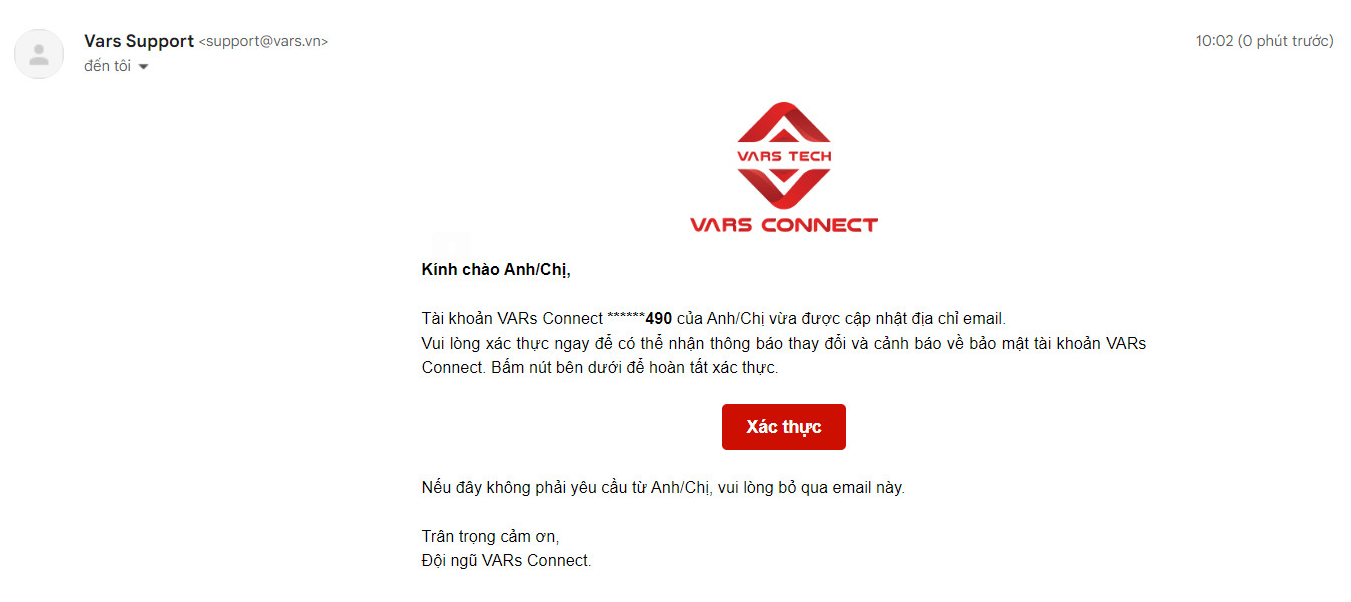 Vars Support <support@vars.vn>
10:02 (0 phút trước)
đến tôi
VARS TECH
VARS CONNECT
Kính chào Anh/Chị,
Tài khoản VARs Connect ******490 của Anh/Chị vừa được cập nhật địa chỉ email.
Vui lòng xác thực ngay để có thể nhận thông báo thay đổi và cảnh báo về bảo mật tài khoản VARs
Connect. Bấm nút bên dưới để hoàn tất xác thực.
Xác thực
Nếu đây không phải yêu cầu từ Anh/Chị, vui lòng bỏ qua email này.
Trân trọng cảm ơn,
Đội ngũ VARs Connect.